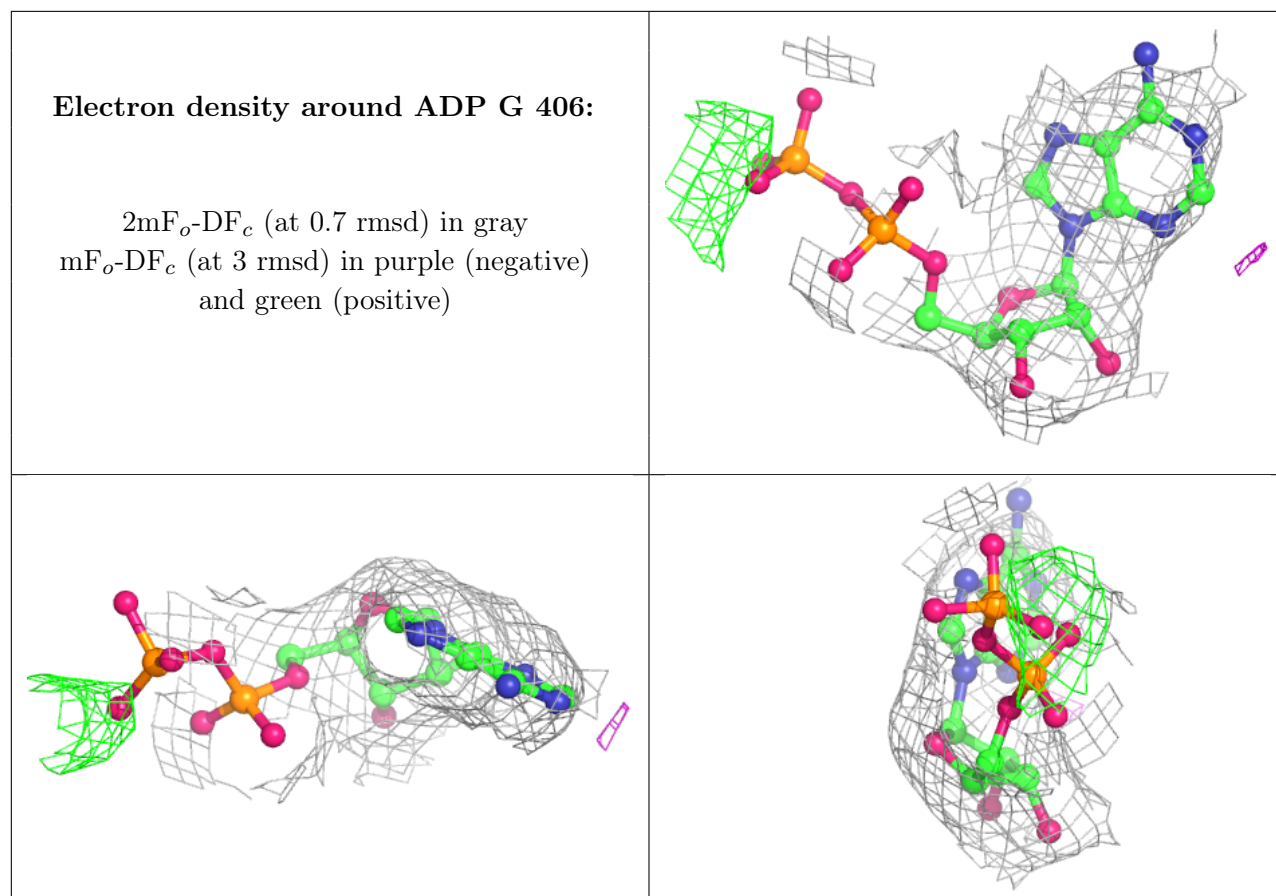 Electron density around ADP G 406:
2mFo-DFc (at 0.7 rmsd) in gray
mFo-DFc (at 3 rmsd) in purple (negative)
and green (positive)